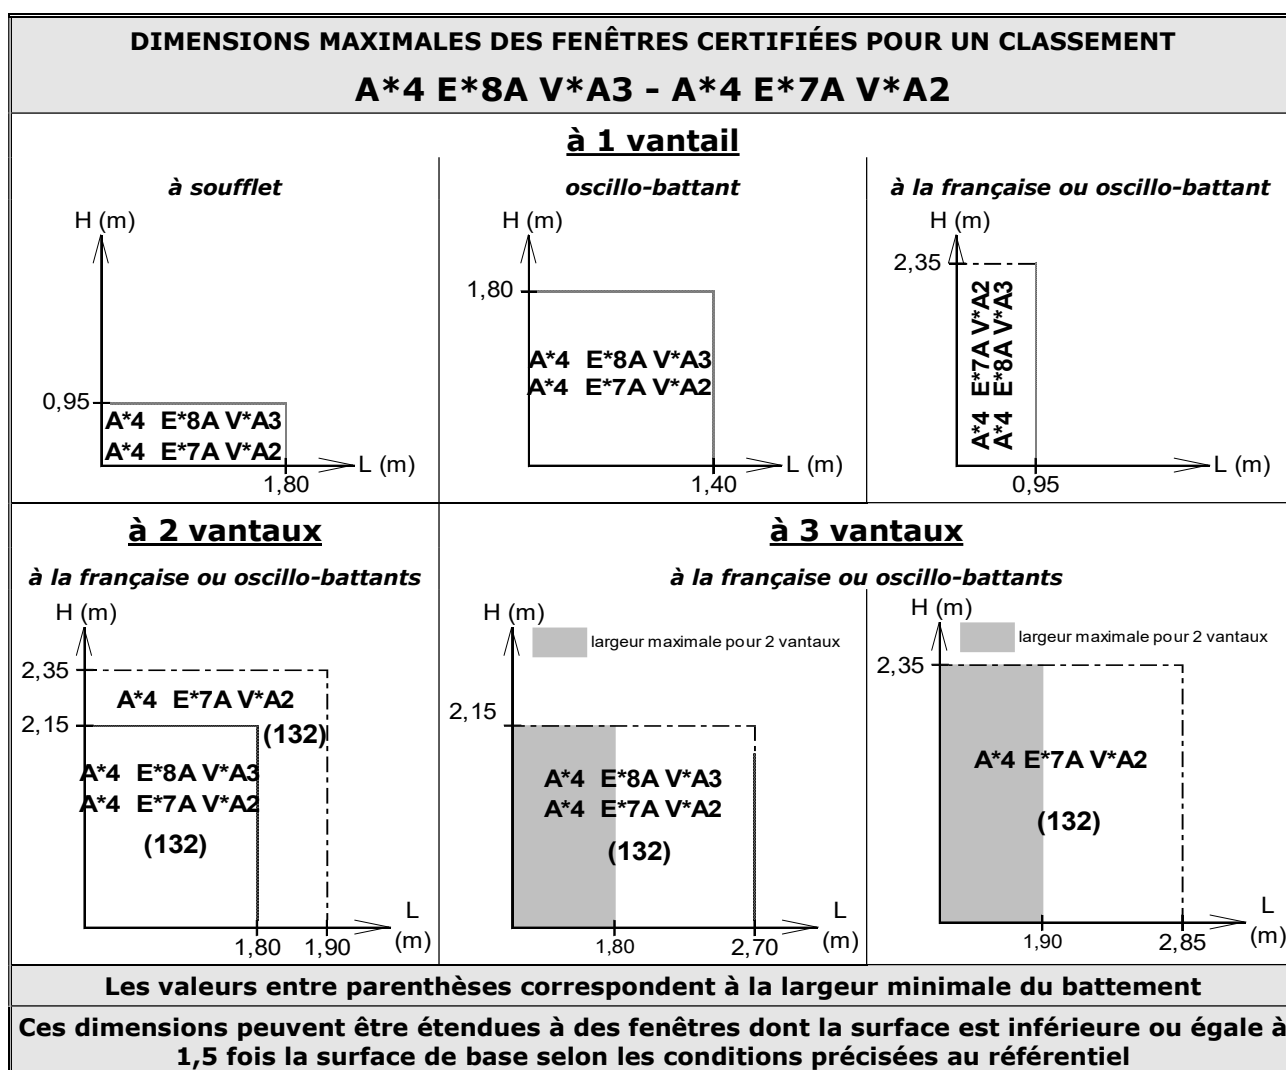 DIMENSIONS MAXIMALES DES FENÊTRES CERTIFIÉES POUR UN CLASSEMENT
A*4 E*8A V*A3 - A*4 E*7A V*A2
à 1 vantail
à soufflet
H (m)
0,95
A*4 E*8A V*A3
A*4 E*7A V*A2
L (m)
1,80
oscillo-battant
H (m)
1,80
A*4 E*8A V*A3
A*4 E*7A V*A2
L (m)
1,40
à la française ou oscillo-battant
H (m)
2,35
A*4 E*7A V*A2
A*4 E*8A V*A3
L (m)
0,95
à 2 vantaux
à la française ou oscillo-battants
H (m)
2,35
A*4 E*7A V*A2
2,15
(132)
A*4 E*8A V*A3
A*4 E*7A V*A2
(132)
L
(m)
1,80
1,90
à 3 vantaux
à la française ou oscillo-battants
H (m)
largeur maximale pour 2 vantaux
2,15
A*4 E*8A V*A3
A*4 E*7A V*A2
(132)
L
(m)
1,80
2,70
H (m)
largeur maximale pour 2 vantaux
2,35
A*4 E*7A V*A2
(132)
L
(m)
1,90
2,85
Les valeurs entre parenthèses correspondent à la largeur minimale du battement
Ces dimensions peuvent être étendues à des fenêtres dont la surface est inférieure ou égale à
1,5 fois la surface de base selon les conditions précisées au référentiel